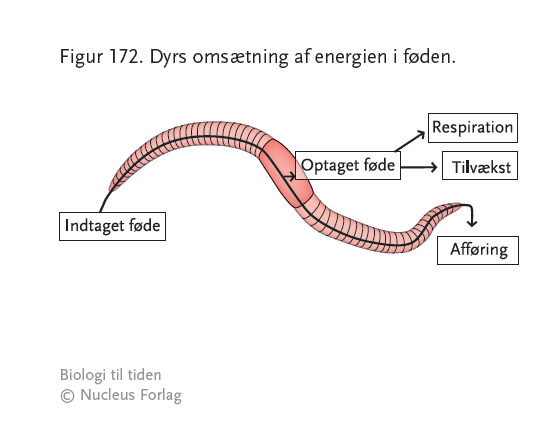 Figur 172. Dyrs omsætning af energien i føden.
Respiration
Optaget føde
Tilvækst
Indtaget føde
Afføring
Biologi til tiden
© Nucleus Forlag